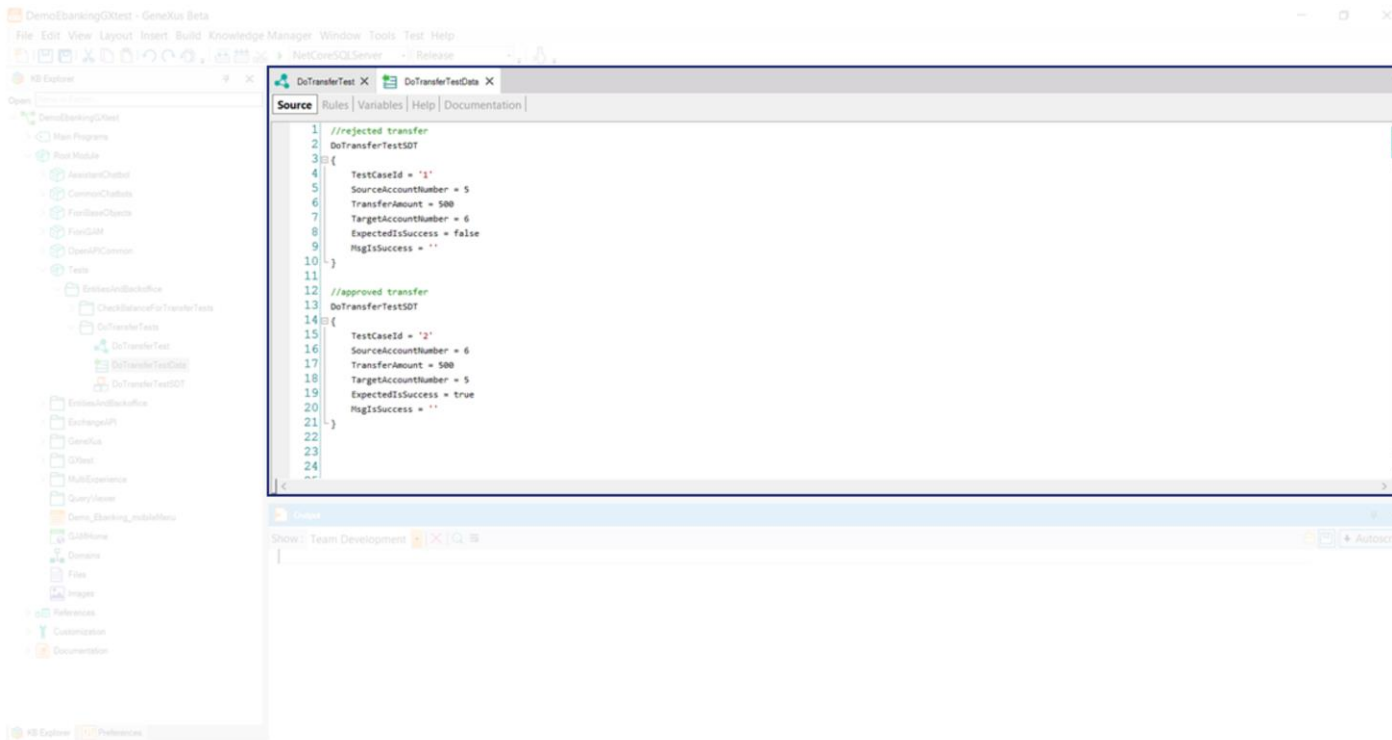 DemoEbankingGXtest - GeneXus Beta
File Edit View Layout Insert Build Knowledge Manager Window Tools Test Help
NetCoreSQLServer Release
KB Explorer
Open:
DemoEbankingGXtest
Main Programs
Root Module
AssistantChatbot
CommonChatbots
FioriBaseObjects
FioriGAM
OpenAPICommon
Tests
EntitiesAndBackoffice
CheckBalanceForTransferTests
DoTransferTests
DoTransferTest
DoTransferTestData
DoTransferTestSDT
EntitiesAndBackoffice
ExchangeAPI
GeneXus
GXtest
MultiExperience
QueryViewer
Demo_Ebanking_mobileMenu
GAMHome
Domains
Files
Images
References
Customization
Documentation
KB Explorer Preferences
DoTransferTest X DoTransferTestData X
Source Rules | Variables | Help | Documentation |
1 //rejected transfer
2 DoTransferTestSDT
3 {
4 TestCaseId = '1'
5 SourceAccountNumber = 5
6 TransferAmount = 500
7 TargetAccountNumber = 6
8 ExpectedIsSuccess = false
9 MsgIsSuccess = ''
10 }
11
12 //approved transfer
13 DoTransferTestSDT
14 {
15 TestCaseId = '2'
16 SourceAccountNumber = 6
17 TransferAmount = 500
18 TargetAccountNumber = 5
19 ExpectedIsSuccess = true
20 MsgIsSuccess = ''
21 }
22
23
24
Output
Show: Team Development